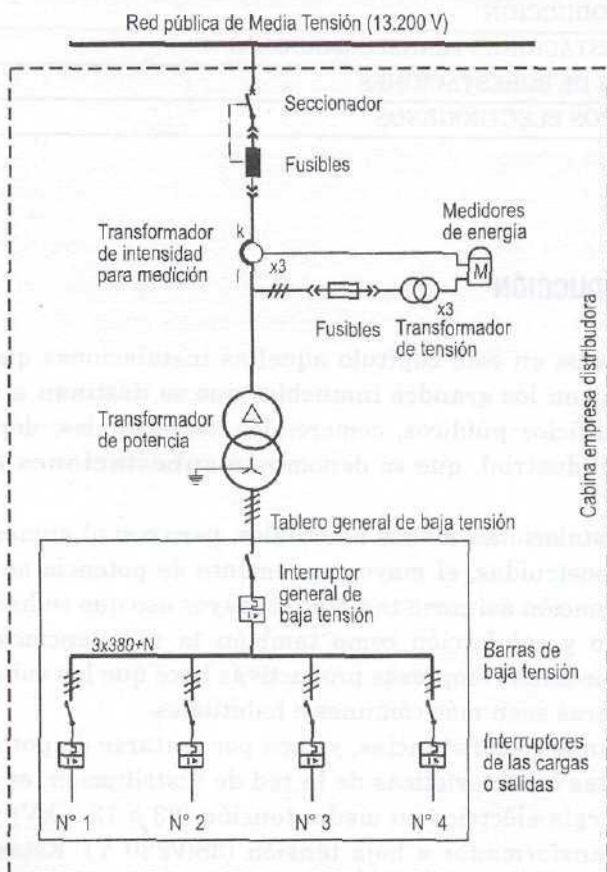 Red pública de Media Tensión (13.200 V)
Seccionador
Fusibles
Transformador
de intensidad
para medición
k
l
x3
Medidores
de energía
M
x3
Fusibles
Transformador
de tensión
Transformador
de potencia
Cabina empresa distribuidora
Tablero general de baja tensión
Interruptor
general de
baja tensión
3x380+N
Barras de
baja tensión
Interruptores
de las cargas
o salidas
N° 1
N° 2
N° 3
N° 4